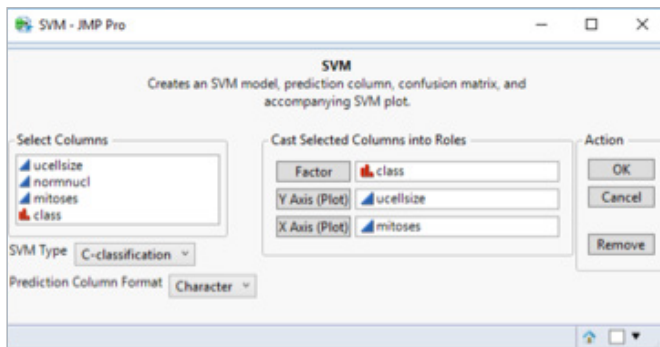 SVM - JMP Pro
SVM
Creates an SVM model, prediction column, confusion matrix, and
accompanying SVM plot.
Select Columns
ucellsize
normnucl
mitoses
class
SVM Type C-classification
Prediction Column Format Character
Cast Selected Columns into Roles
Factor class
Y Axis (Plot) ucellsize
X Axis (Plot) mitoses
Action
OK
Cancel
Remove